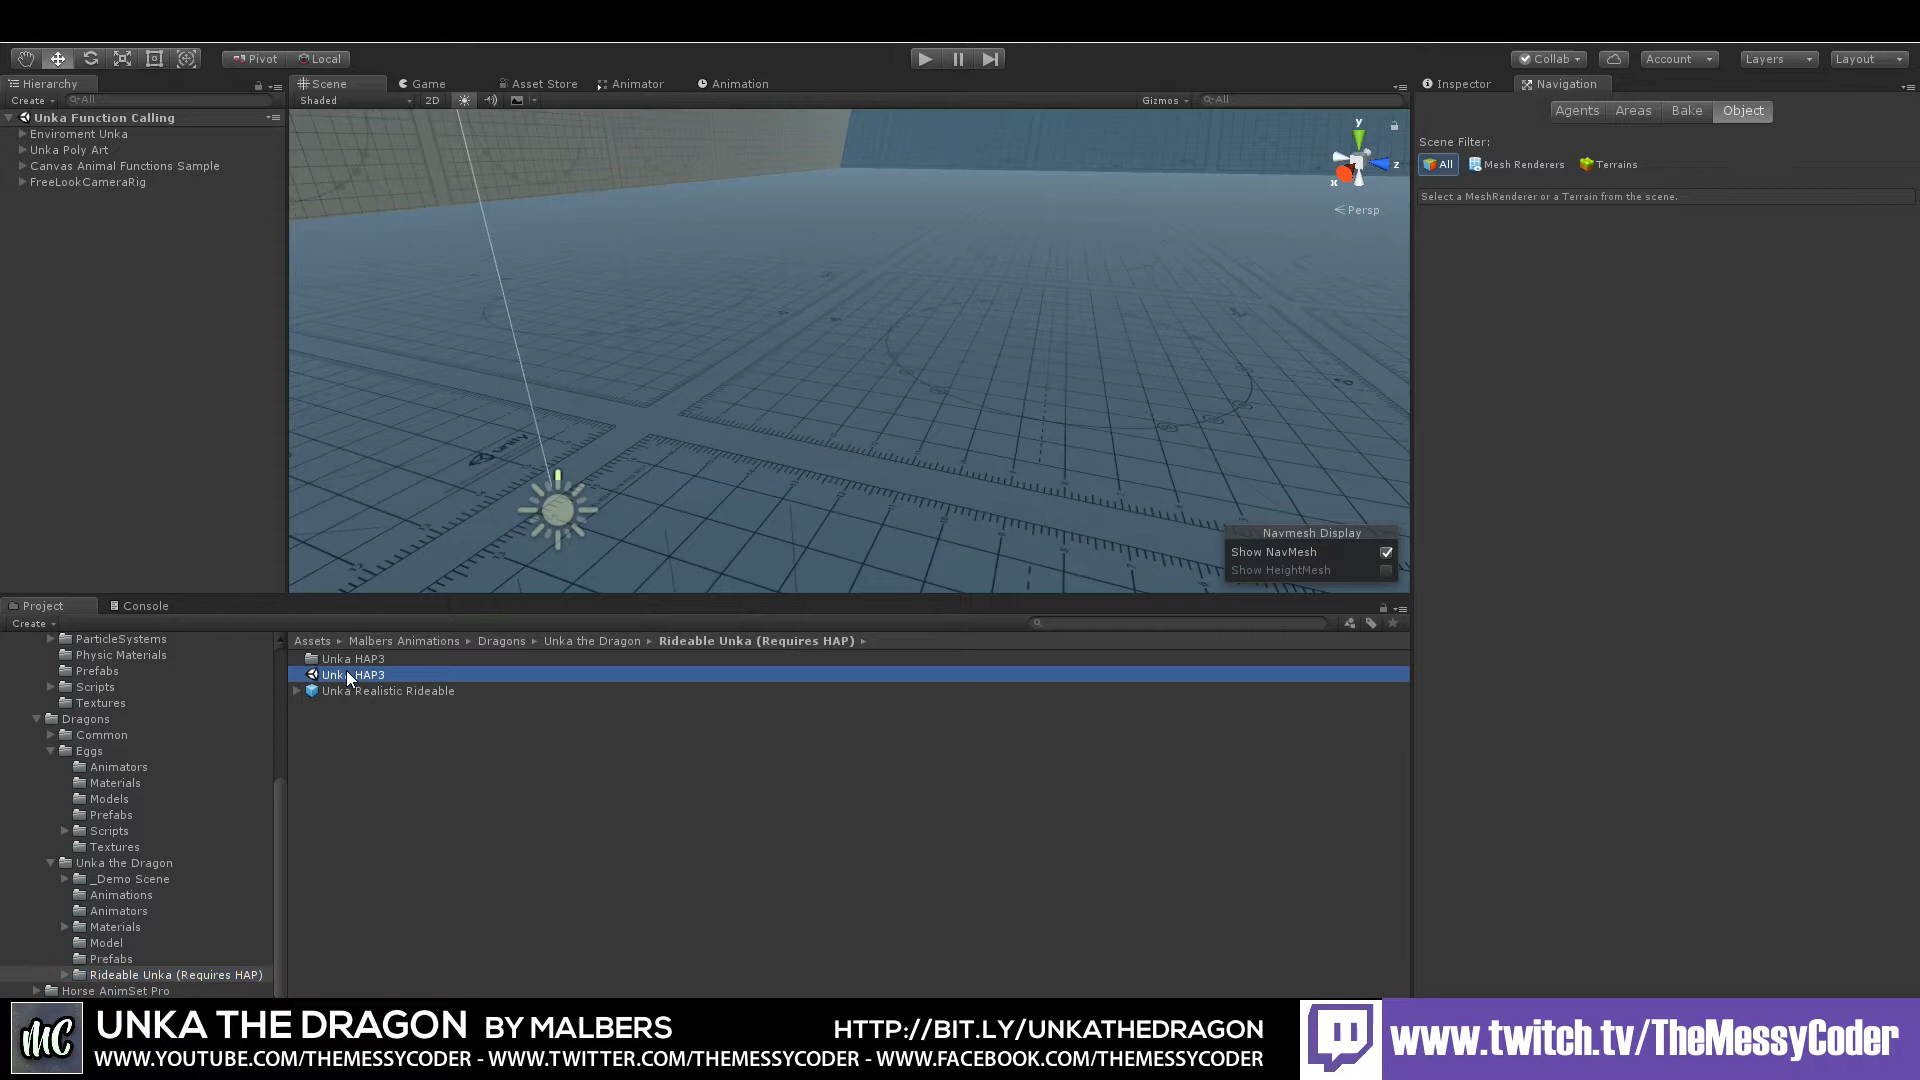 Pivot Local
Collab Account Layers Layout
Hierarchy
Create All
Unka Function Calling
Enviroment Unka
Unka Poly Art
Canvas Animal Functions Sample
FreeLookCameraRig
Scene Game Asset Store Animator Animation
Shaded 2D Gizmos All
y
z
x
Persp
unity
Navmesh Display
Show NavMesh
Show HeightMesh
Inspector Navigation
Agents Areas Bake Object
Scene Filter:
All Mesh Renderers Terrains
Select a MeshRenderer or a Terrain from the scene.
Project Console
Create
ParticleSystems
Physic Materials
Prefabs
Scripts
Textures
Dragons
Common
Eggs
Animators
Materials
Models
Prefabs
Scripts
Textures
Unka the Dragon
_Demo Scene
Animations
Animators
Materials
Model
Prefabs
Rideable Unka (Requires HAP)
Horse AnimSet Pro
Assets Malbers Animations Dragons Unka the Dragon Rideable Unka (Requires HAP)
Unka HAP3
Unka HAP3
Unka Realistic Rideable
MC
UNKA THE DRAGON BY MALBERS HTTP://BIT.LY/UNKATHEDRAGON
WWW.YOUTUBE.COM/THEMESSYCODER - WWW.TWITTER.COM/THEMESSYCODER - WWW.FACEBOOK.COM/THEMESSYCODER
www.twitch.tv/TheMessyCoder